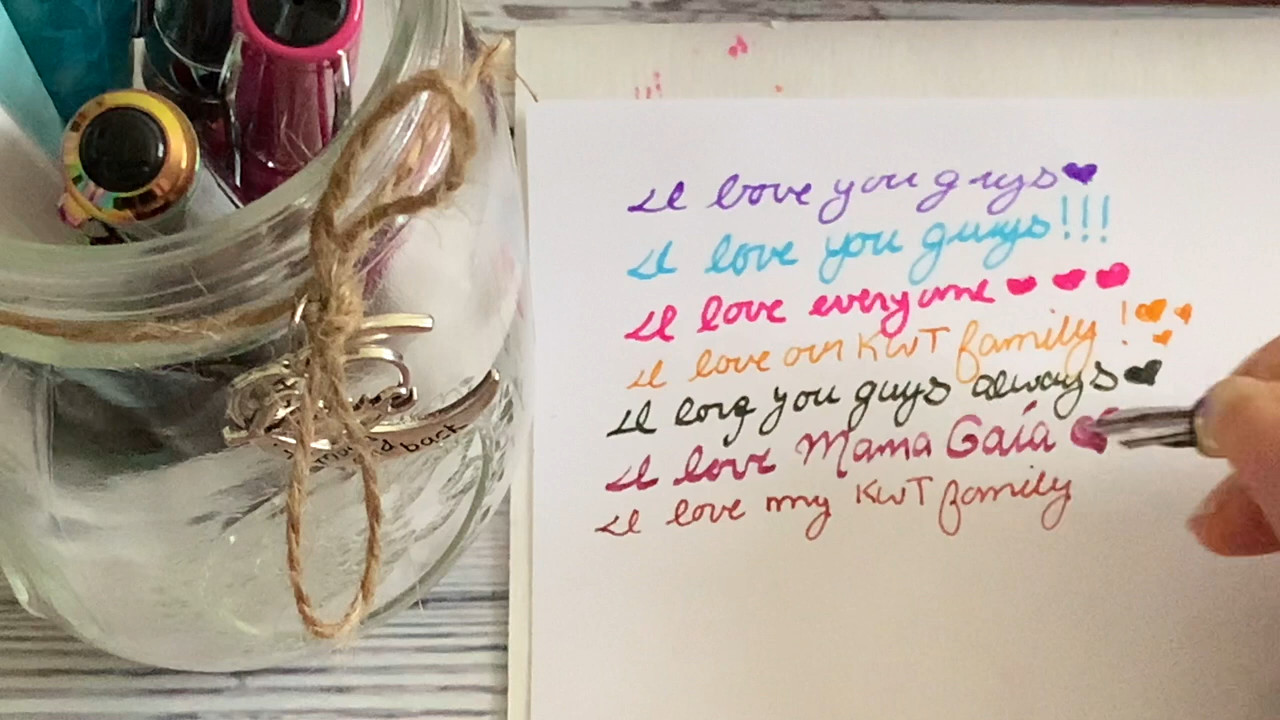 I love you guys
I love you guys!!!
I love everyone
I love our KWT family!
I long you guys always
I love Mama Gaia
I love my KWT family
back